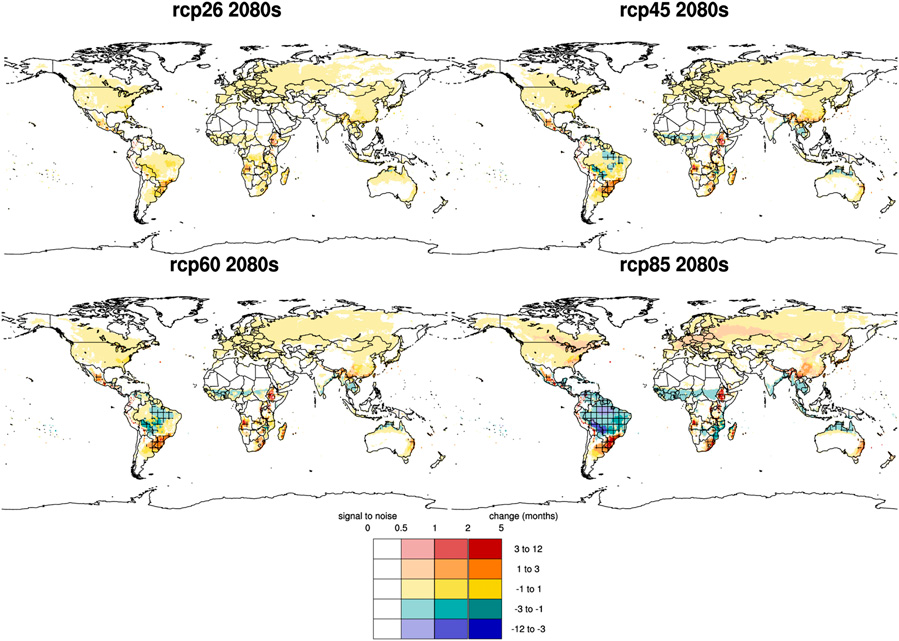 rcp26 2080s
rcp45 2080s
rcp60 2080s
rcp85 2080s
signal to noise change (months)
0 0.5 1 2 5
3 to 12
1 to 3
-1 to 1
-3 to -1
-12 to -3